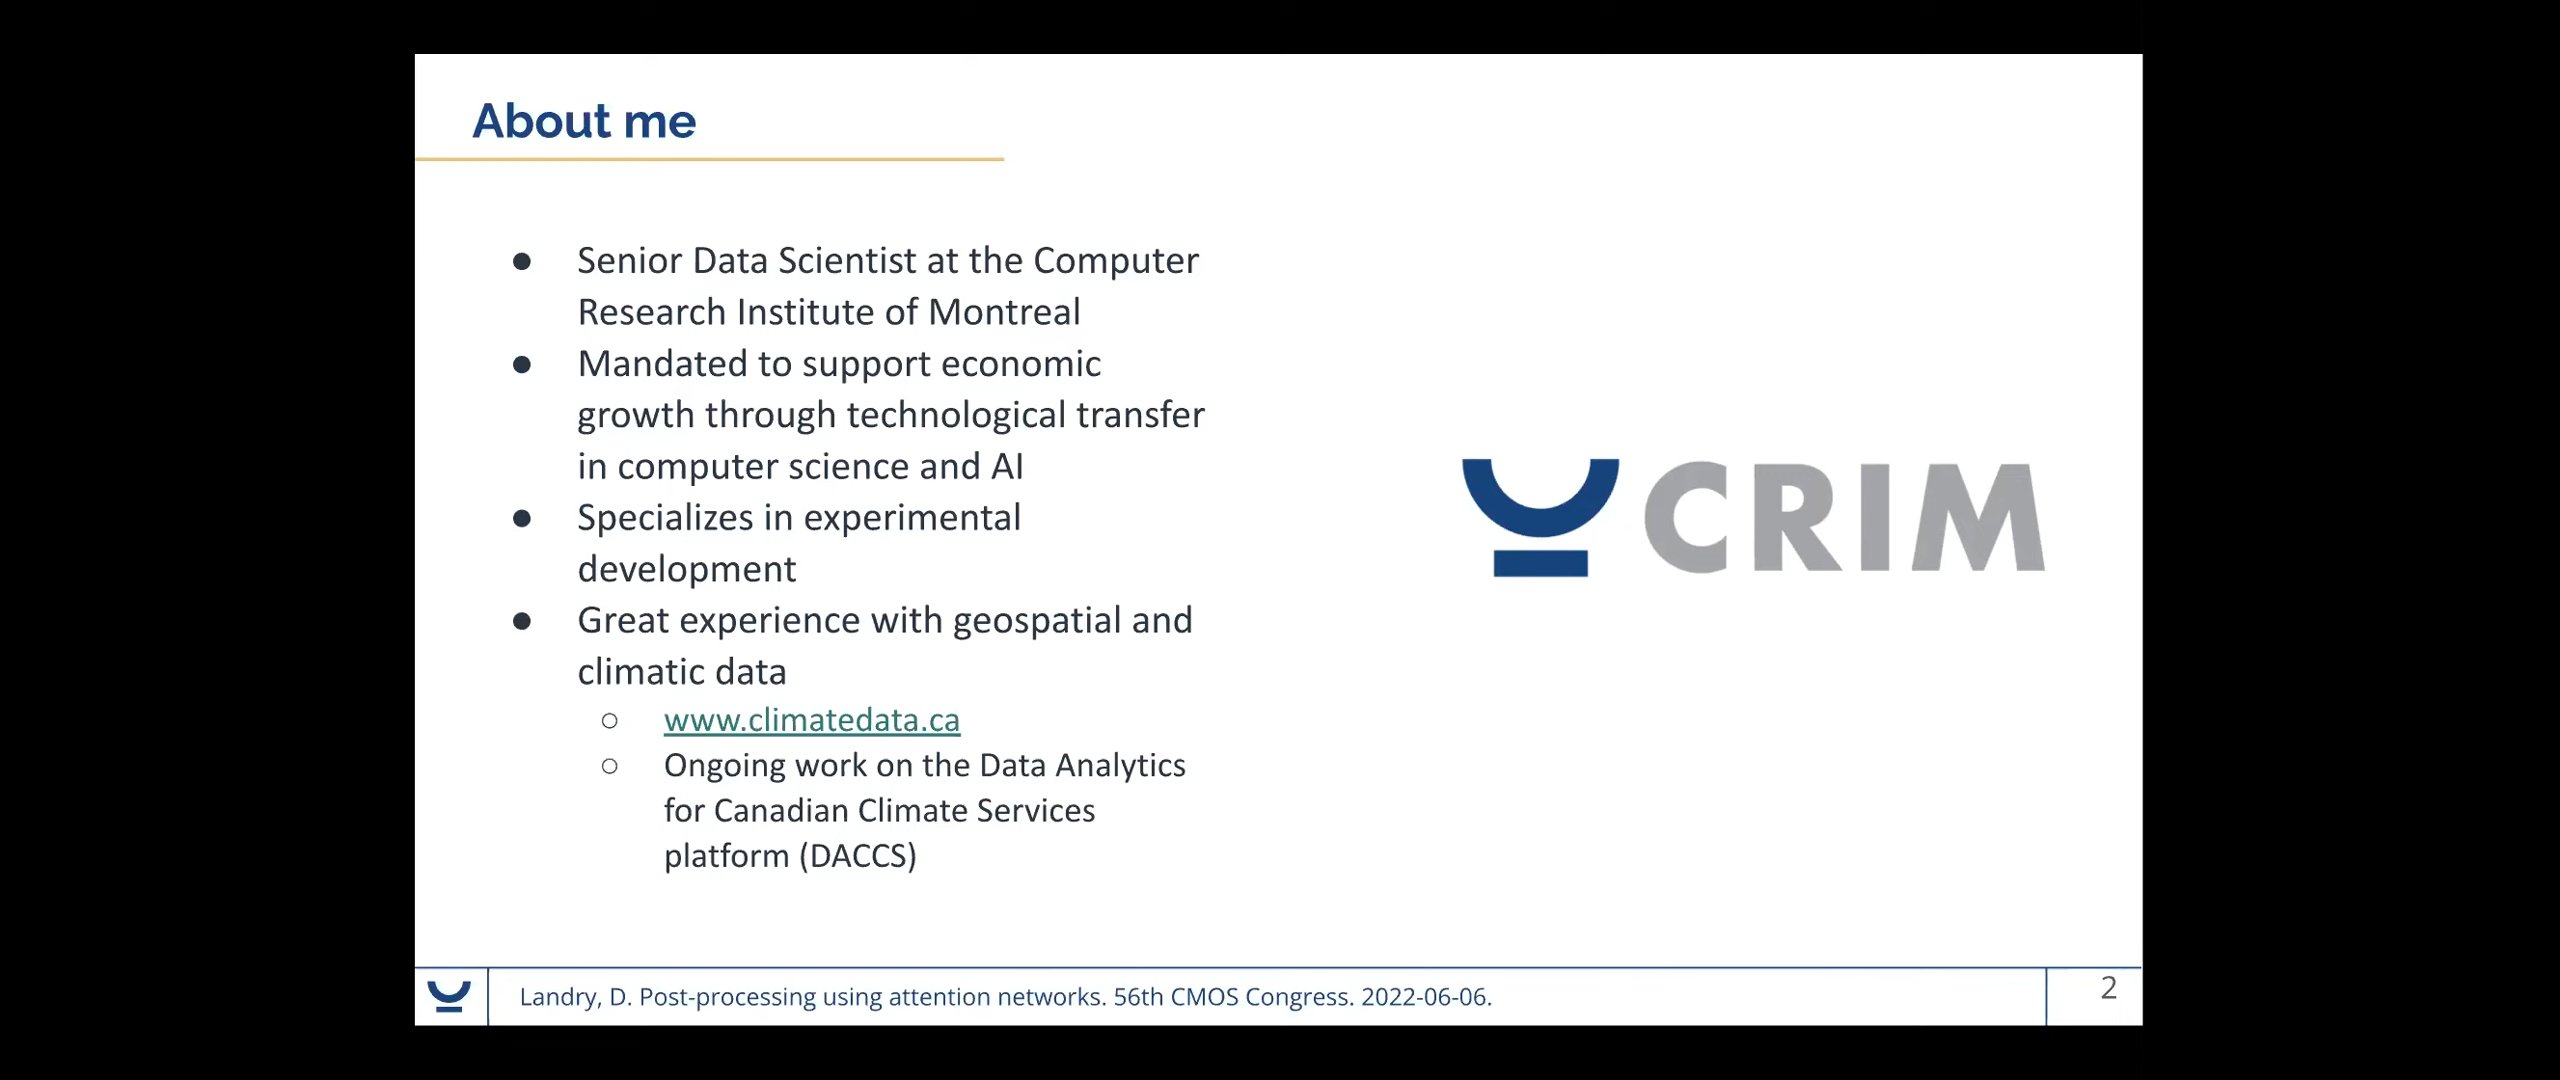 About me
● Senior Data Scientist at the Computer
Research Institute of Montreal
● Mandated to support economic
growth through technological transfer
in computer science and AI
● Specializes in experimental
development
● Great experience with geospatial and
climatic data
○ www.climatedata.ca
○ Ongoing work on the Data Analytics
for Canadian Climate Services
platform (DACCS)
CRIM
Landry, D. Post-processing using attention networks. 56th CMOS Congress. 2022-06-06.
2